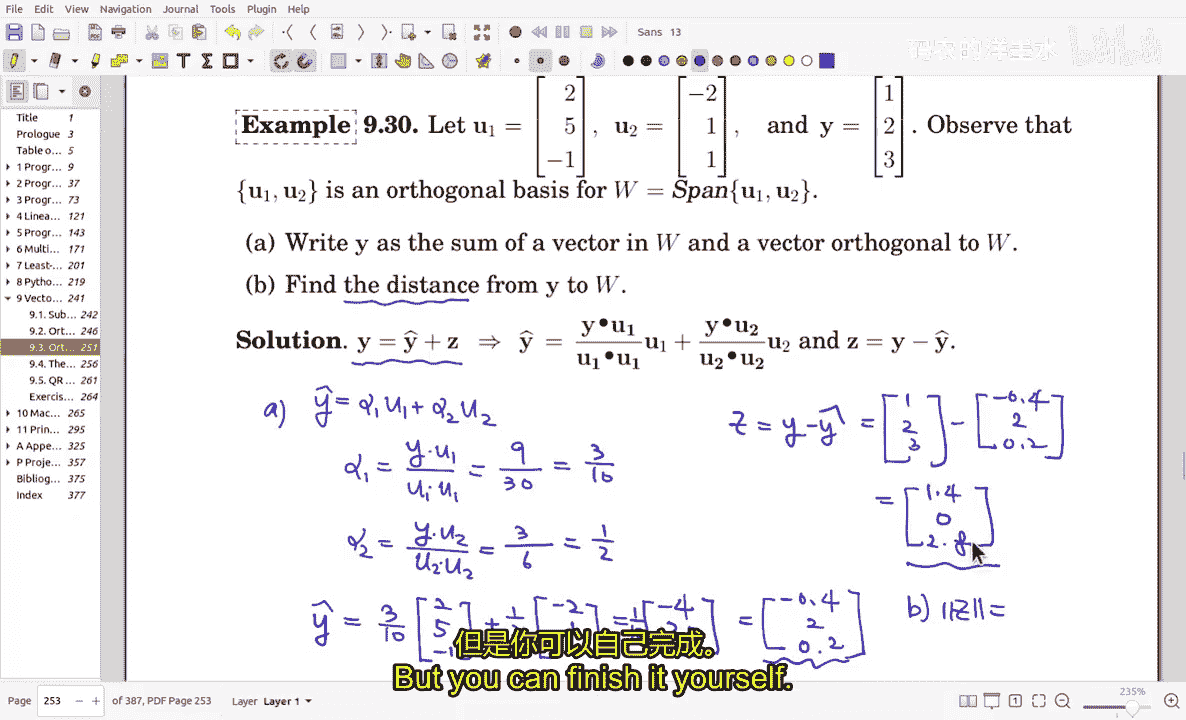 File Edit View Navigation Journal Tools Plugin Help
Sans 13
Title 1
Prologue 3
Table o... 5
1 Progr... 9
2 Progr... 37
3 Progr... 73
4 Linea... 121
5 Progr... 143
6 Multi... 171
7 Least-... 201
8 Pytho... 219
9 Vecto... 241
9.1. Sub... 242
9.2. Ort... 246
9.3. Ort... 251
9.4. The... 256
9.5. QR ... 261
Exercis... 264
10 Mac... 265
11 Prin... 295
A Appe... 325
P Proje... 357
Bibliog... 375
Index 377
Example 9.30. Let u₁ = [2 5 −1], u₂ = [−2 1 1], and y = [1 2 3]. Observe that
{u₁, u₂} is an orthogonal basis for W = Span{u₁, u₂}.
(a) Write y as the sum of a vector in W and a vector orthogonal to W.
(b) Find the distance from y to W.
Solution. y = ŷ + z ⇒ ŷ = y•u₁/u₁•u₁ u₁ + y•u₂/u₂•u₂ u₂ and z = y − ŷ.
a) ŷ = α₁u₁ + α₂u₂
α₁ = y·u₁/u₁·u₁ = 9/30 = 3/10
α₂ = y·u₂/u₂·u₂ = 3/6 = 1/2
ŷ = 3/10 [2 5 −1] + [−2 = [−4 = [−0.4 2 0.2]
z = y − ŷ = [1 2 3] − [−0.4 2 0.2]
= [1.4 0 2.8]
b) ‖z‖ =
但是你可以自己完成。
But you can finish it yourself.
Page 253 of 387, PDF Page 253 Layer Layer 1 235%